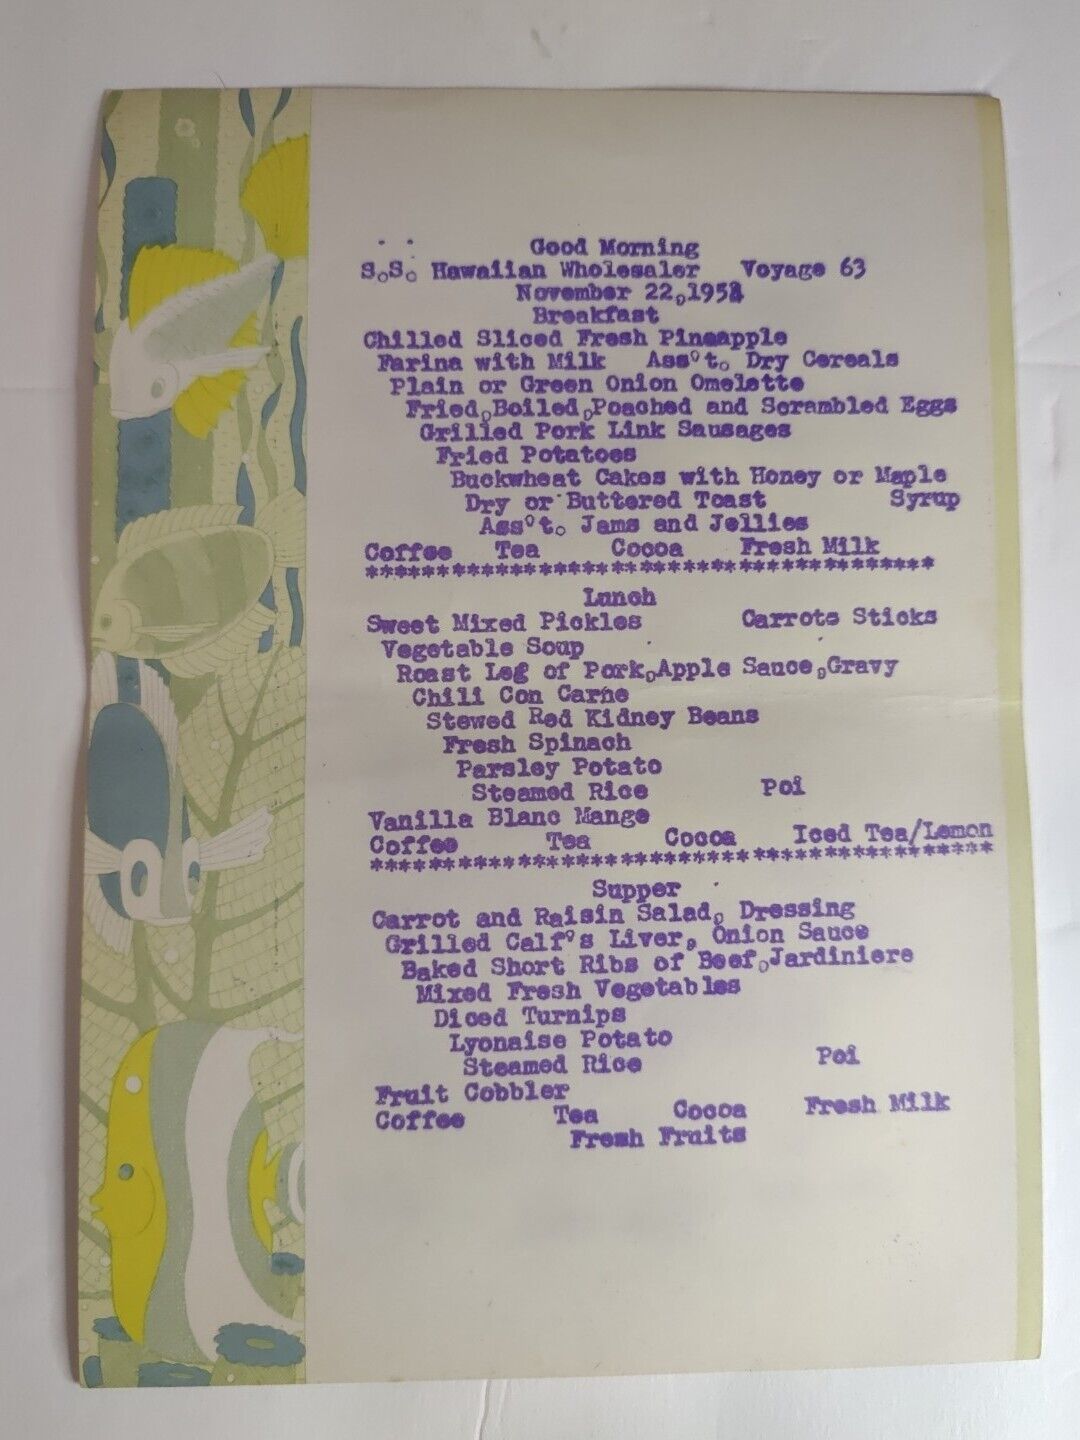 Good Morning
S.S. Hawaiian Wholesaler Voyage 63
November 22, 1952
Breakfast
Chilled Sliced Fresh Pineapple
Farina with Milk Ass't. Dry Cereals
Plain or Green Onion Omelette
Fried,Boiled,Poached and Scrambled Eggs
Grilled Pork Link Sausages
Fried Potatoes
Buckwheat Cakes with Honey or Maple
Dry or Buttered Toast Syrup
Ass't. Jams and Jellies
Coffee Tea Cocoa Fresh Milk
***************************************
Lunch
Sweet Mixed Pickles Carrots Sticks
Vegetable Soup
Roast Leg of Pork,Apple Sauce,Gravy
Chili Con Carne
Stewed Red Kidney Beans
Fresh Spinach
Parsley Potato
Steamed Rice Poi
Vanilla Blanc Mange
Coffee Tea Cocoa Iced Tea/Lemon
*******************************************
Supper
Carrot and Raisin Salad, Dressing
Grilled Calf's Liver, Onion Sauce
Baked Short Ribs of Beef,Jardiniere
Mixed Fresh Vegetables
Diced Turnips
Lyonaise Potato
Steamed Rice Poi
Fruit Cobbler
Coffee Tea Cocoa Fresh Milk
Fresh Fruits